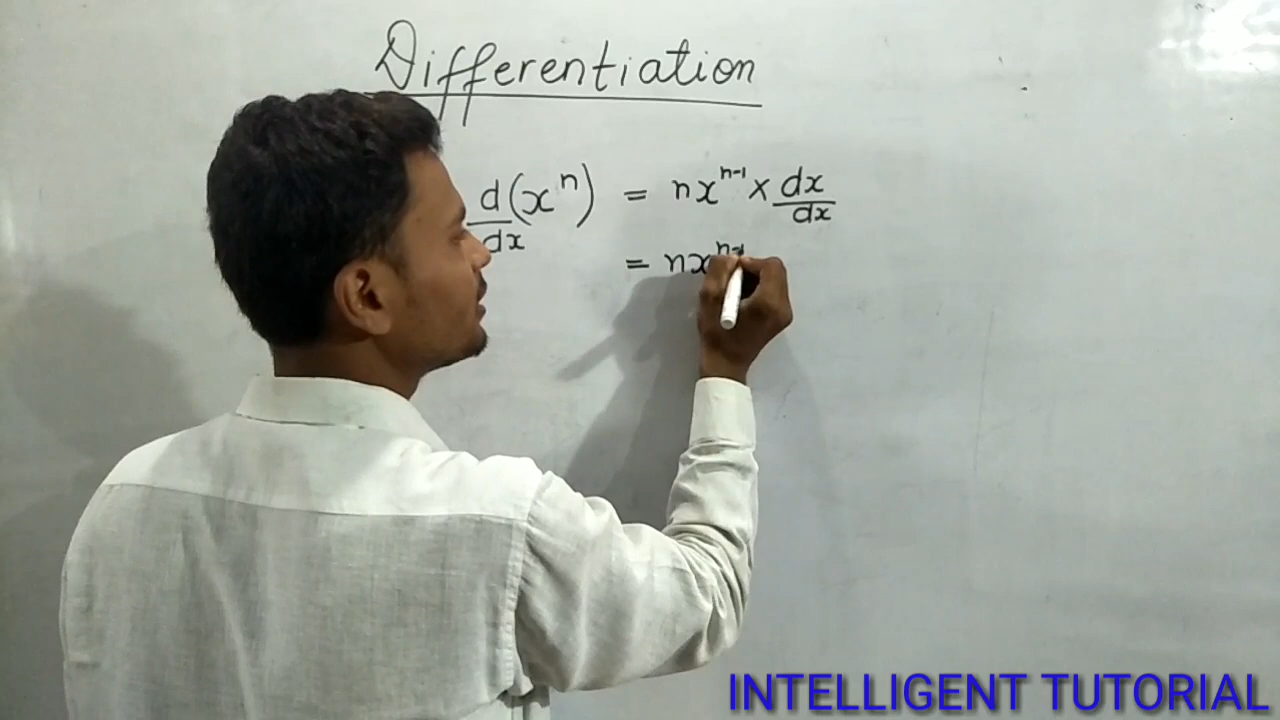 Differentiation
d/dx (xⁿ) = nxⁿ⁻¹ × dx/dx
= nxⁿ⁻¹
INTELLIGENT TUTORIAL